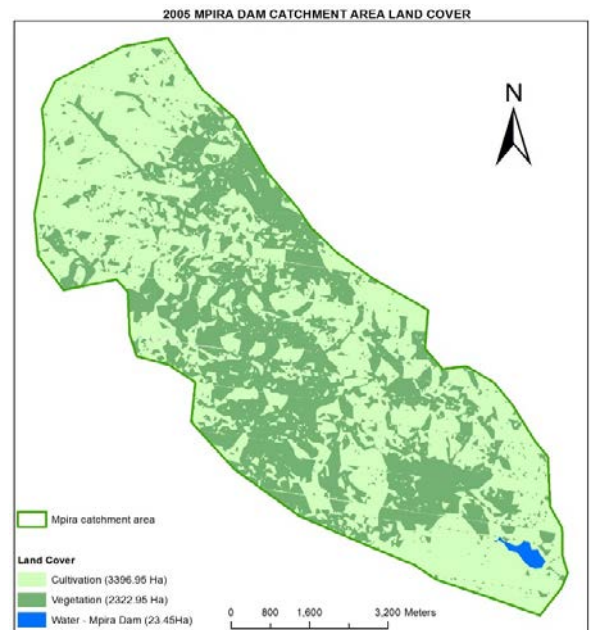 2005 MPIRA DAM CATCHMENT AREA LAND COVER
N
Mpira catchment area
Land Cover
Cultivation (3396.95 Ha)
Vegetation (2322.95 Ha)
Water - Mpira Dam (23.45Ha)
0 800 1,600 3,200 Meters